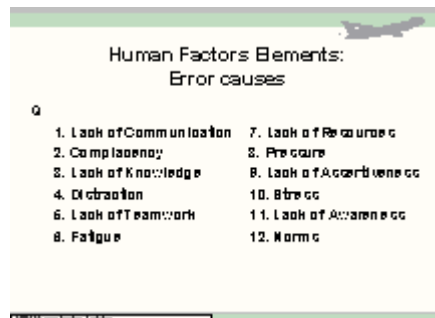 Human Factors Elements:
Error causes
1. Lack of Communication
2. Complacency
3. Lack of Knowledge
4. Distraction
5. Lack of Teamwork
6. Fatigue
7. Lack of Resources
8. Pressure
9. Lack of Assertiveness
10. Stress
11. Lack of Awareness
12. Norms